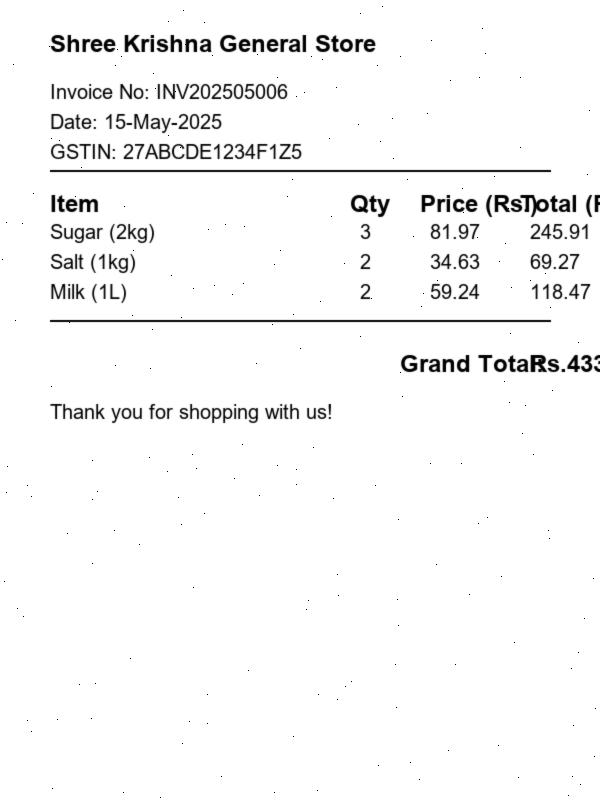 Shree Krishna General Store
Invoice No: INV202505006
Date: 15-May-2025
GSTIN: 27ABCDE1234F1Z5
Item Qty Price (Rs) Total (R
Sugar (2kg) 3 81.97 245.91
Salt (1kg) 2 34.63 69.27
Milk (1L) 2 59.24 118.47
Grand Total Rs.433
Thank you for shopping with us!